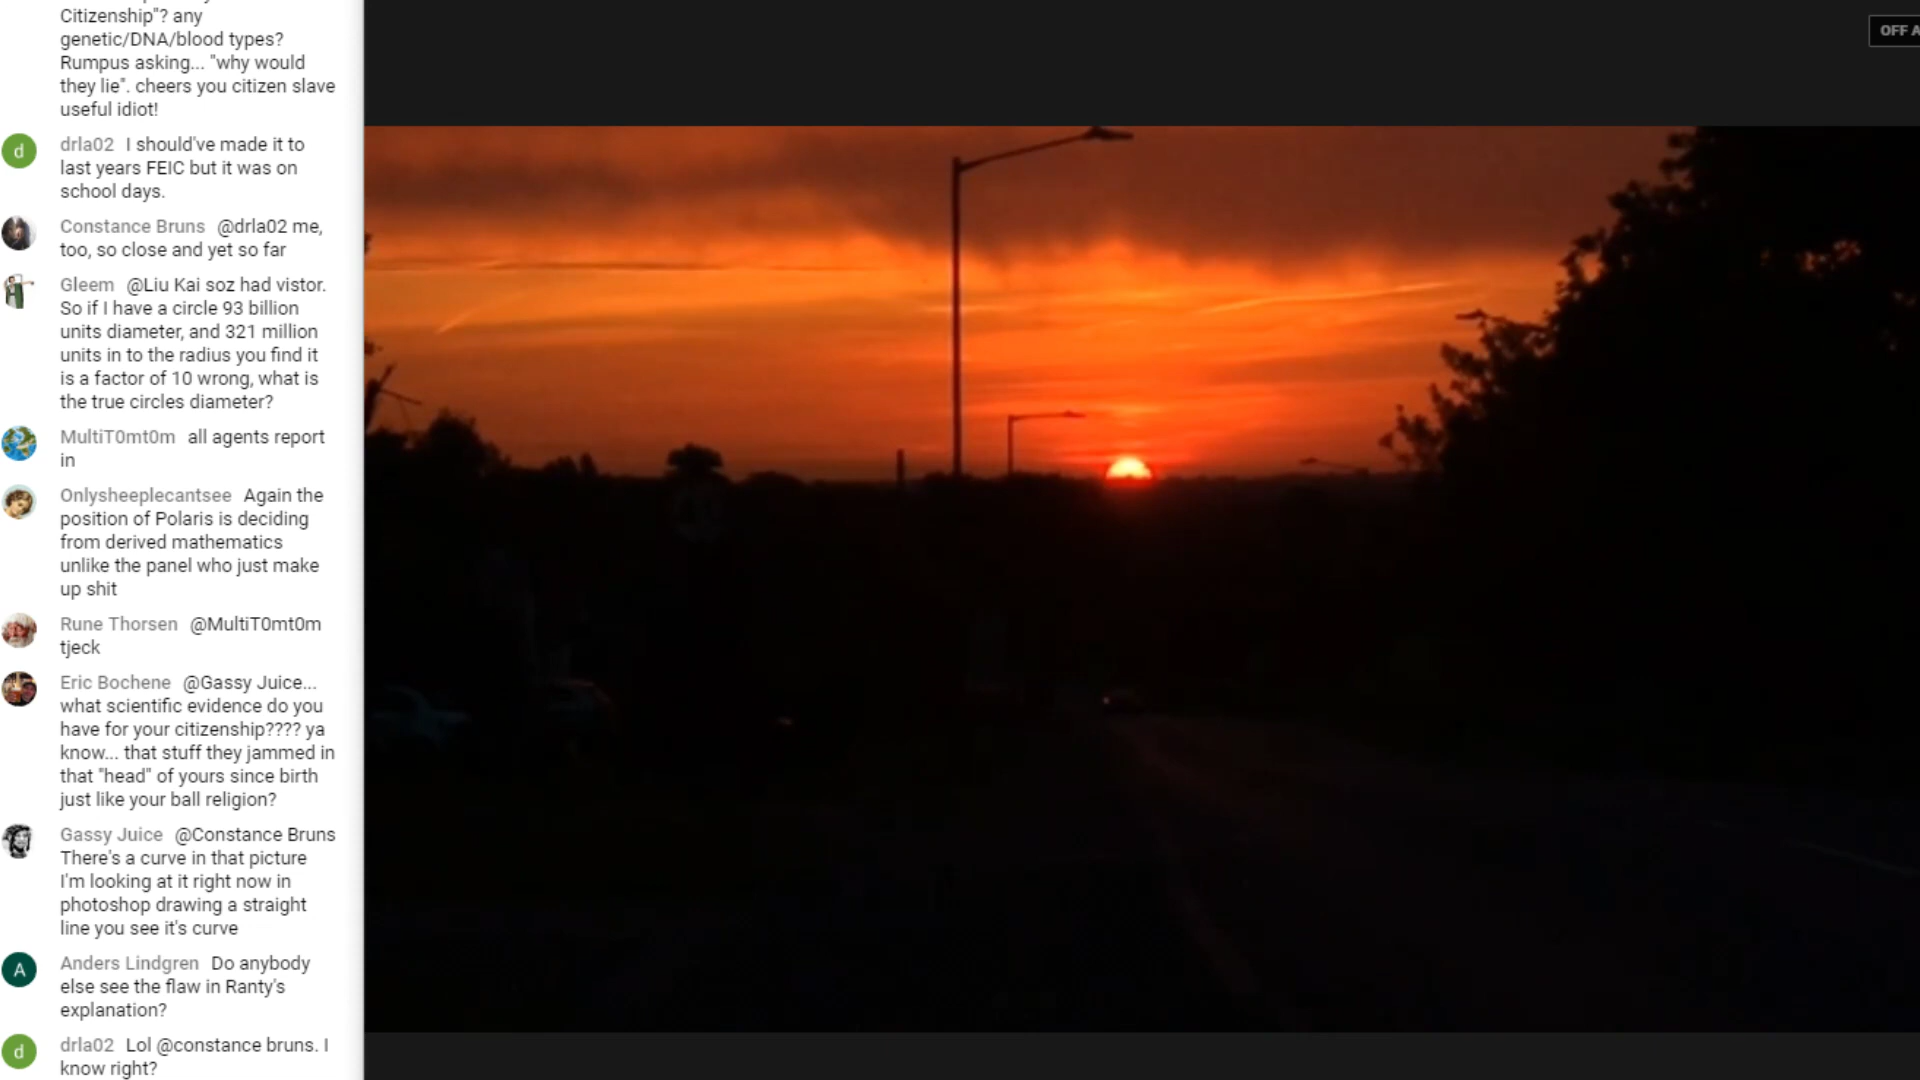 Citizenship"? any
genetic/DNA/blood types?
Rumpus asking... "why would
they lie". cheers you citizen slave
useful idiot!
d
drla02 I should've made it to
last years FEIC but it was on
school days.
Constance Bruns @drla02 me,
too, so close and yet so far
Gleem @Liu Kai soz had vistor.
So if I have a circle 93 billion
units diameter, and 321 million
units in to the radius you find it
is a factor of 10 wrong, what is
the true circles diameter?
MultiT0mt0m all agents report
in
Onlysheeplecantsee Again the
position of Polaris is deciding
from derived mathematics
unlike the panel who just make
up shit
Rune Thorsen @MultiT0mt0m
tjeck
Eric Bochene @Gassy Juice...
what scientific evidence do you
have for your citizenship???? ya
know... that stuff they jammed in
that "head" of yours since birth
just like your ball religion?
Gassy Juice @Constance Bruns
There's a curve in that picture
I'm looking at it right now in
photoshop drawing a straight
line you see it's curve
A
Anders Lindgren Do anybody
else see the flaw in Ranty's
explanation?
d
drla02 Lol @constance bruns. I
know right?
OFF A